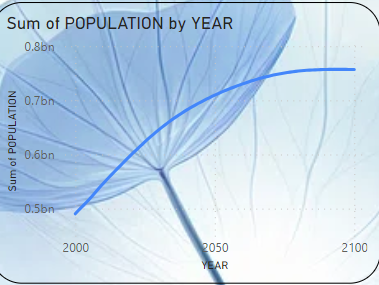 Sum of POPULATION by YEAR
0.8bn
0.7bn
0.6bn
0.5bn
Sum of POPULATION
2000
2050
2100
YEAR